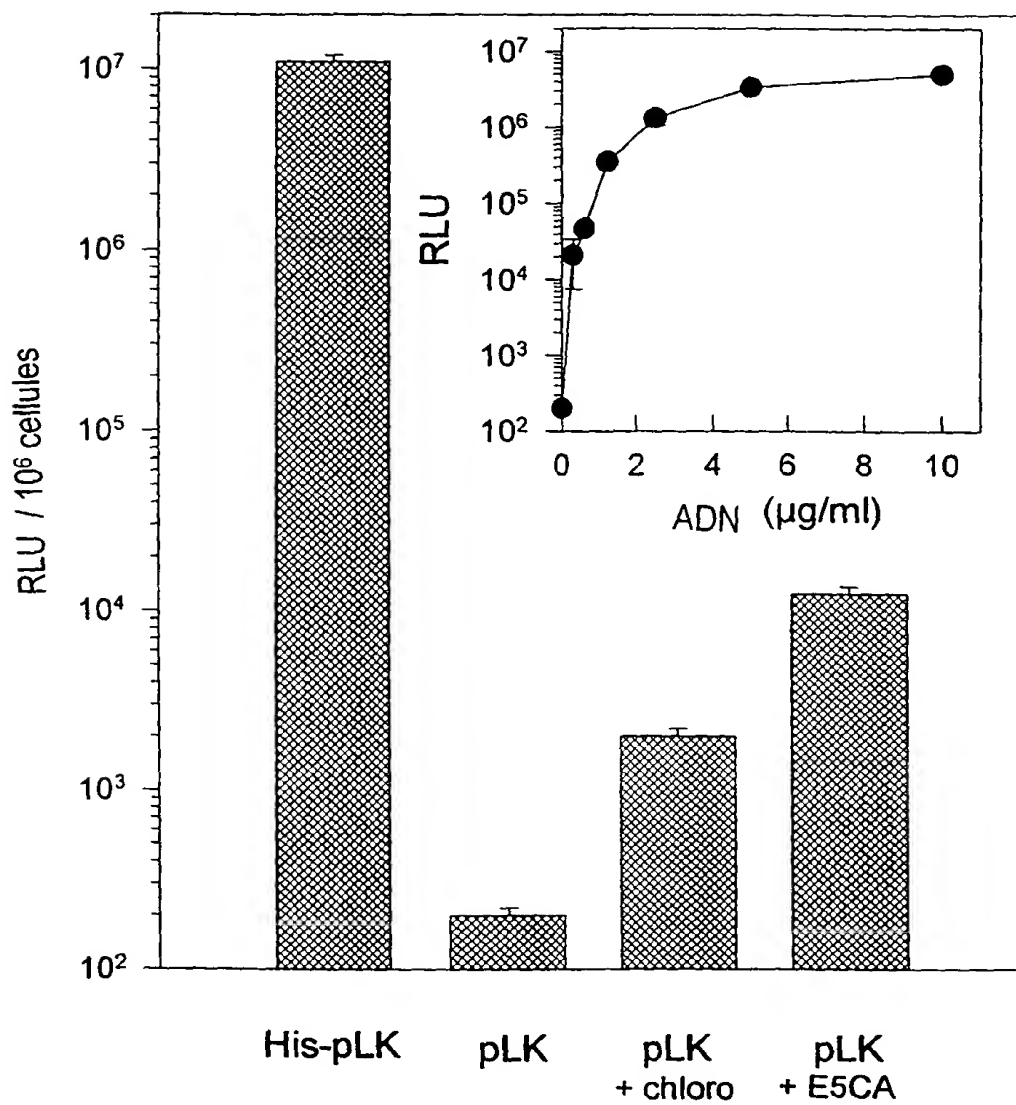 RLU / 10⁶ cellules
10⁷
10⁶
10⁵
10⁴
10³
10²
RLU
10⁷
10⁶
10⁵
10⁴
10³
10²
0 2 4 6 8 10
ADN (µg/ml)
His-pLK pLK pLK pLK
+ chloro + E5CA